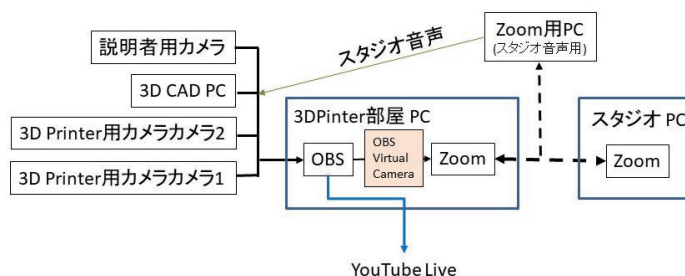 説明者用カメラ
3D CAD PC
3D Printer用カメラカメラ2
3D Printer用カメラカメラ1
スタジオ音声
Zoom用PC
(スタジオ音声用)
3DPinter部屋 PC
OBS
OBS
Virtual
Camera
Zoom
スタジオ PC
Zoom
YouTube Live